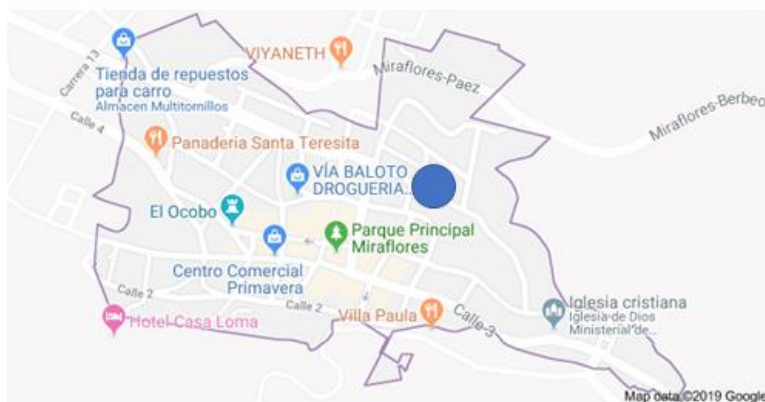 VIYANETH
Miraflores-Paez
Carrera 13
Tienda de repuestos
para carro
Almacen Multitornillos
Miraflores-Berbeo
Calle 4
Panaderia Santa Teresita
VÍA BALOTO
DROGUERIA...
El Ocobo
Parque Principal
Miraflores
Centro Comercial
Primavera
Calle 2
Calle 2
Villa Paula
Calle 3
Iglesia cristiana
Iglesia de Dios
Ministerial de...
Hotel Casa Loma
Map data ©2019 Google